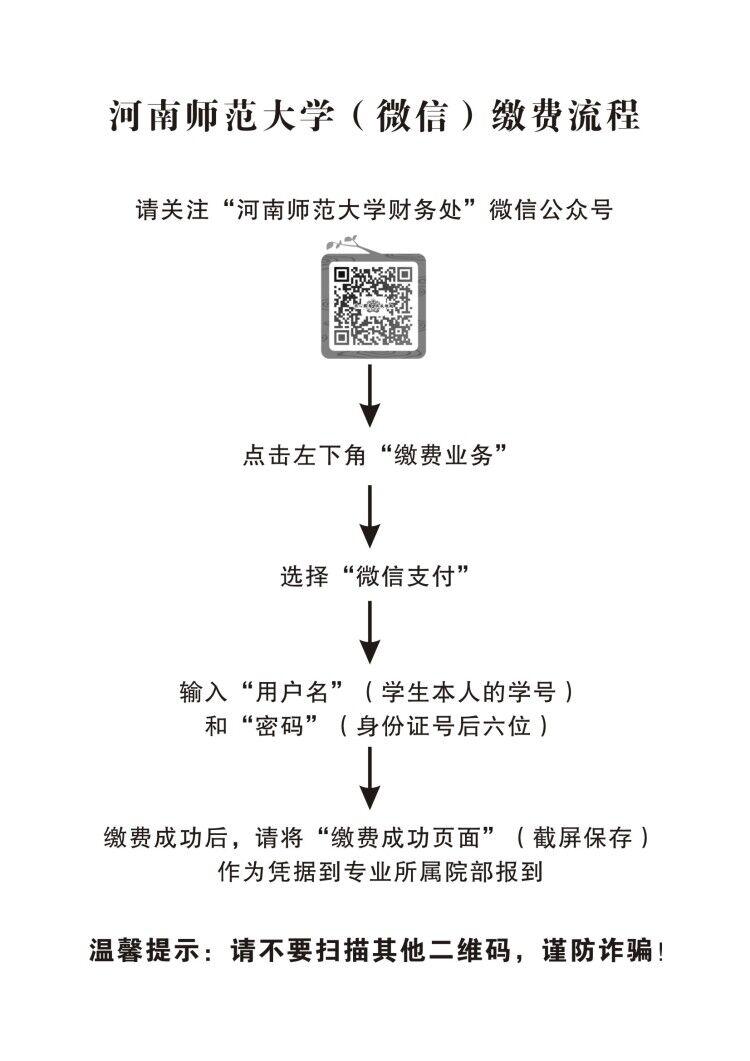 河南师范大学（微信）缴费流程
请关注“河南师范大学财务处”微信公众号
点击左下角“缴费业务”
选择“微信支付”
输入“用户名”（学生本人的学号）
和“密码”（身份证号后六位）
缴费成功后，请将“缴费成功页面”（截屏保存）
作为凭据到专业所属院部报到
温馨提示：请不要扫描其他二维码，谨防诈骗！